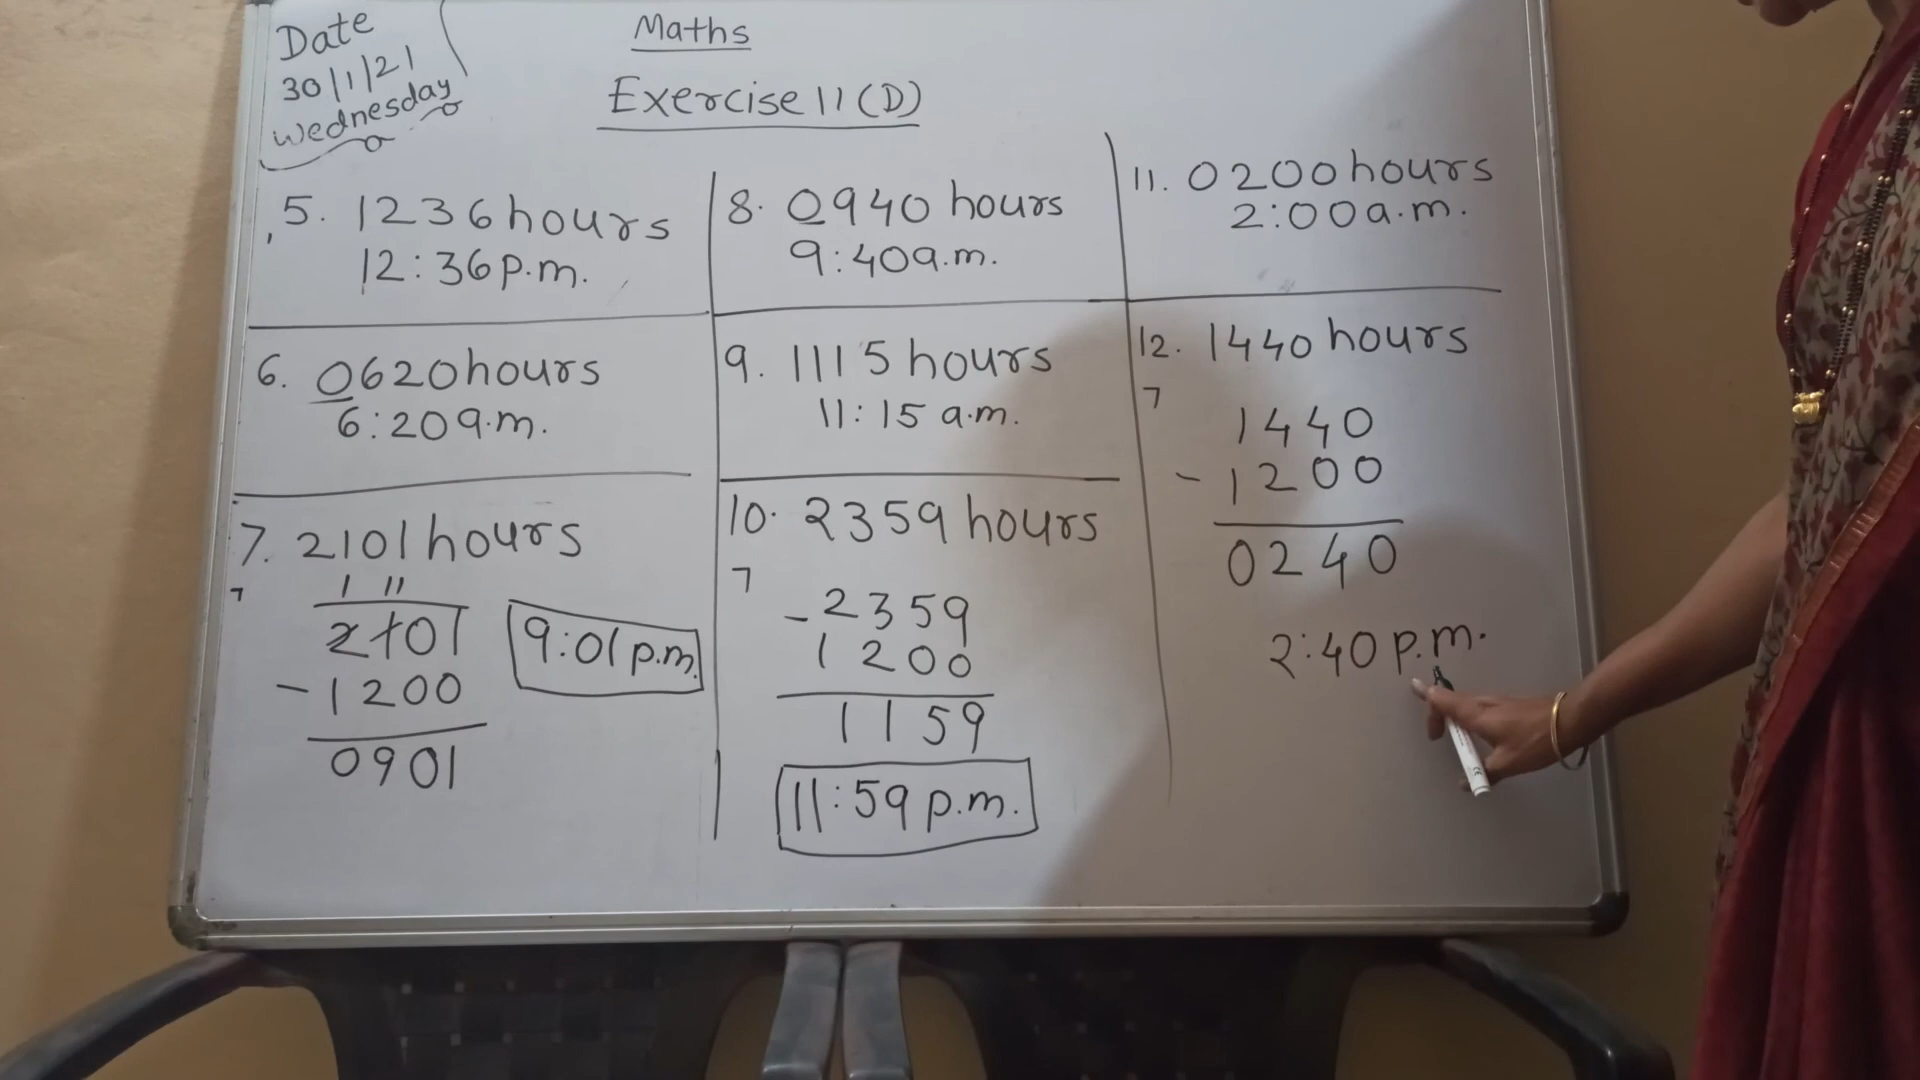 Date
30/1/21
Wednesday
Maths
Exercise 11 (D)
5. 1236 hours
12:36 p.m.
6. 0620 hours
6:20 a.m.
7. 2101 hours
1 11
2101
- 1200
0901
9:01 p.m.
8. 0940 hours
9:40 a.m.
9. 1115 hours
11:15 a.m.
10. 2359 hours
- 2359
1200
1159
11:59 p.m.
11. 0200 hours
2:00 a.m.
12. 1440 hours
1440
- 1200
0240
2:40 p.m.